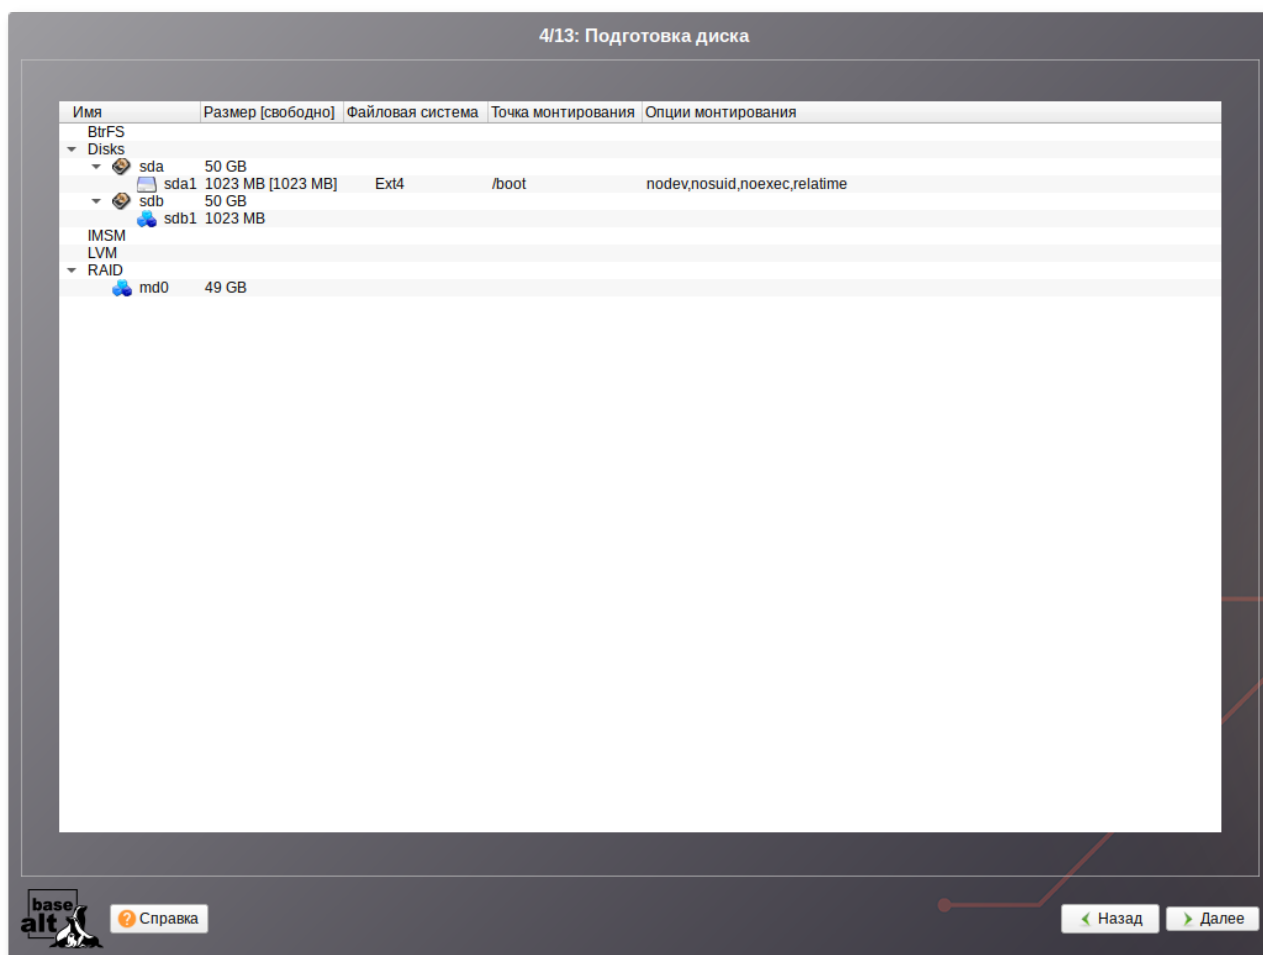 4/13: Подготовка диска
Имя Размер [свободно] Файловая система Точка монтирования Опции монтирования
BtrFS
Disks
sda 50 GB
sda1 1023 MB [1023 MB] Ext4 /boot nodev,nosuid,noexec,relatime
sdb 50 GB
sdb1 1023 MB
IMSM
LVM
RAID
md0 49 GB
base
alt
Справка
Назад
Далее